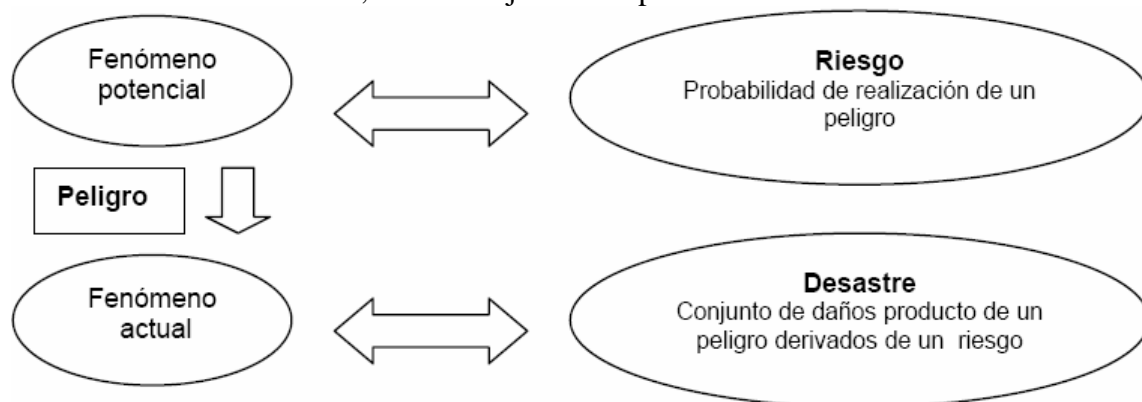 Fenómeno
potencial
Riesgo
Probabilidad de realización de un
peligro
Peligro
Fenómeno
actual
Desastre
Conjunto de daños producto de un
peligro derivados de un riesgo